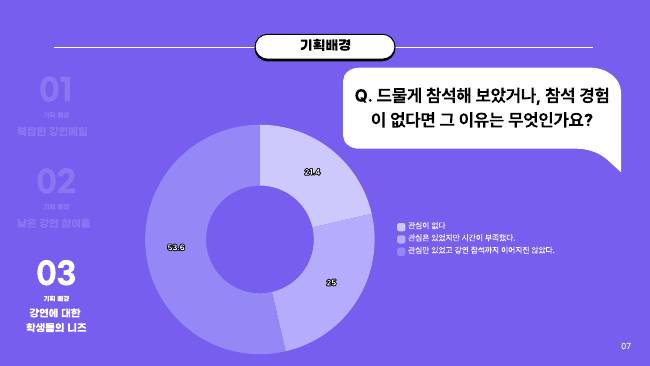 기획배경
01
기획 배경
복잡한 강연메일
02
기획 배경
낮은 강연 참여율
03
기획 배경
강연에 대한
학생들의 니즈
Q. 드물게 참석해 보았거나, 참석 경험
이 없다면 그 이유는 무엇인가요?
21.4
53.6
25
관심이 없다
관심은 있었지만 시간이 부족했다.
관심만 있었고 강연 참석까지 이어지진 않았다.
07